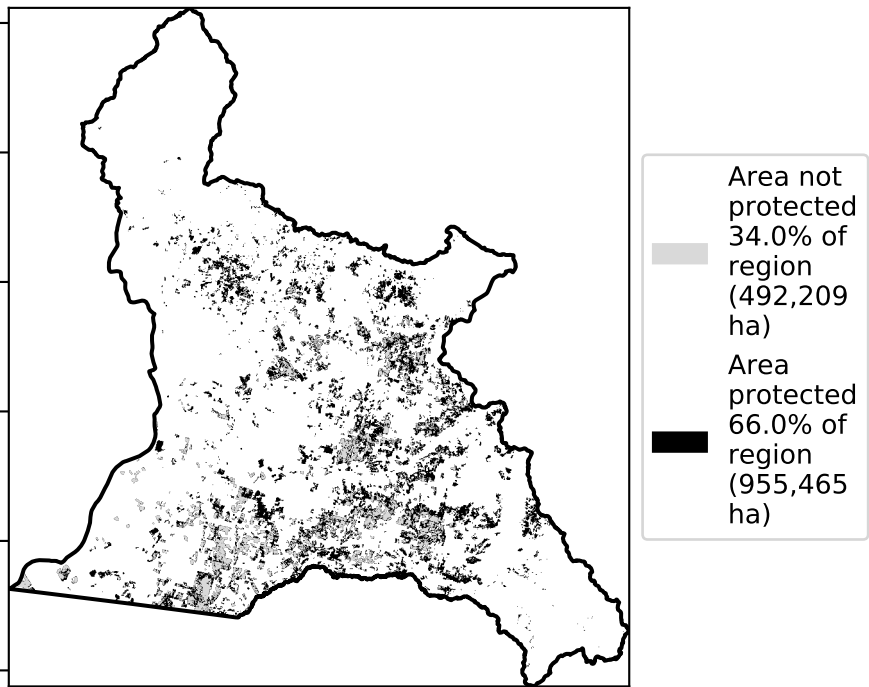 Area not
protected
34.0% of
region
(492,209
ha)
Area
protected
66.0% of
region
(955,465
ha)